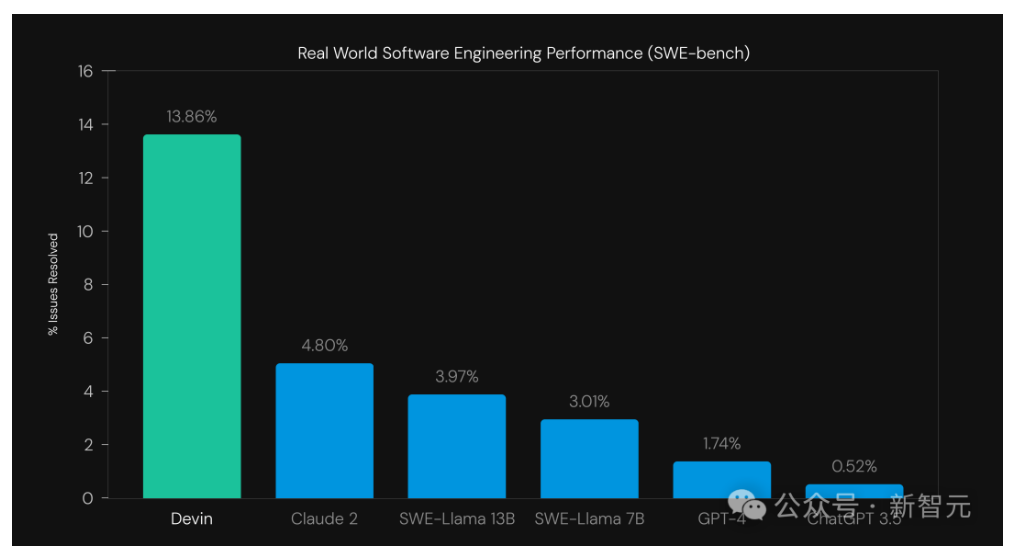 Real World Software Engineering Performance (SWE-bench)
16
14
12
10
8
6
4
2
0
% Issues Resolved
13.86%
4.80%
3.97%
3.01%
1.74%
0.52%
Devin
Claude 2
SWE-Llama 13B
SWE-Llama 7B
GPT-4
ChatGPT 3.5
公众号 · 新智元